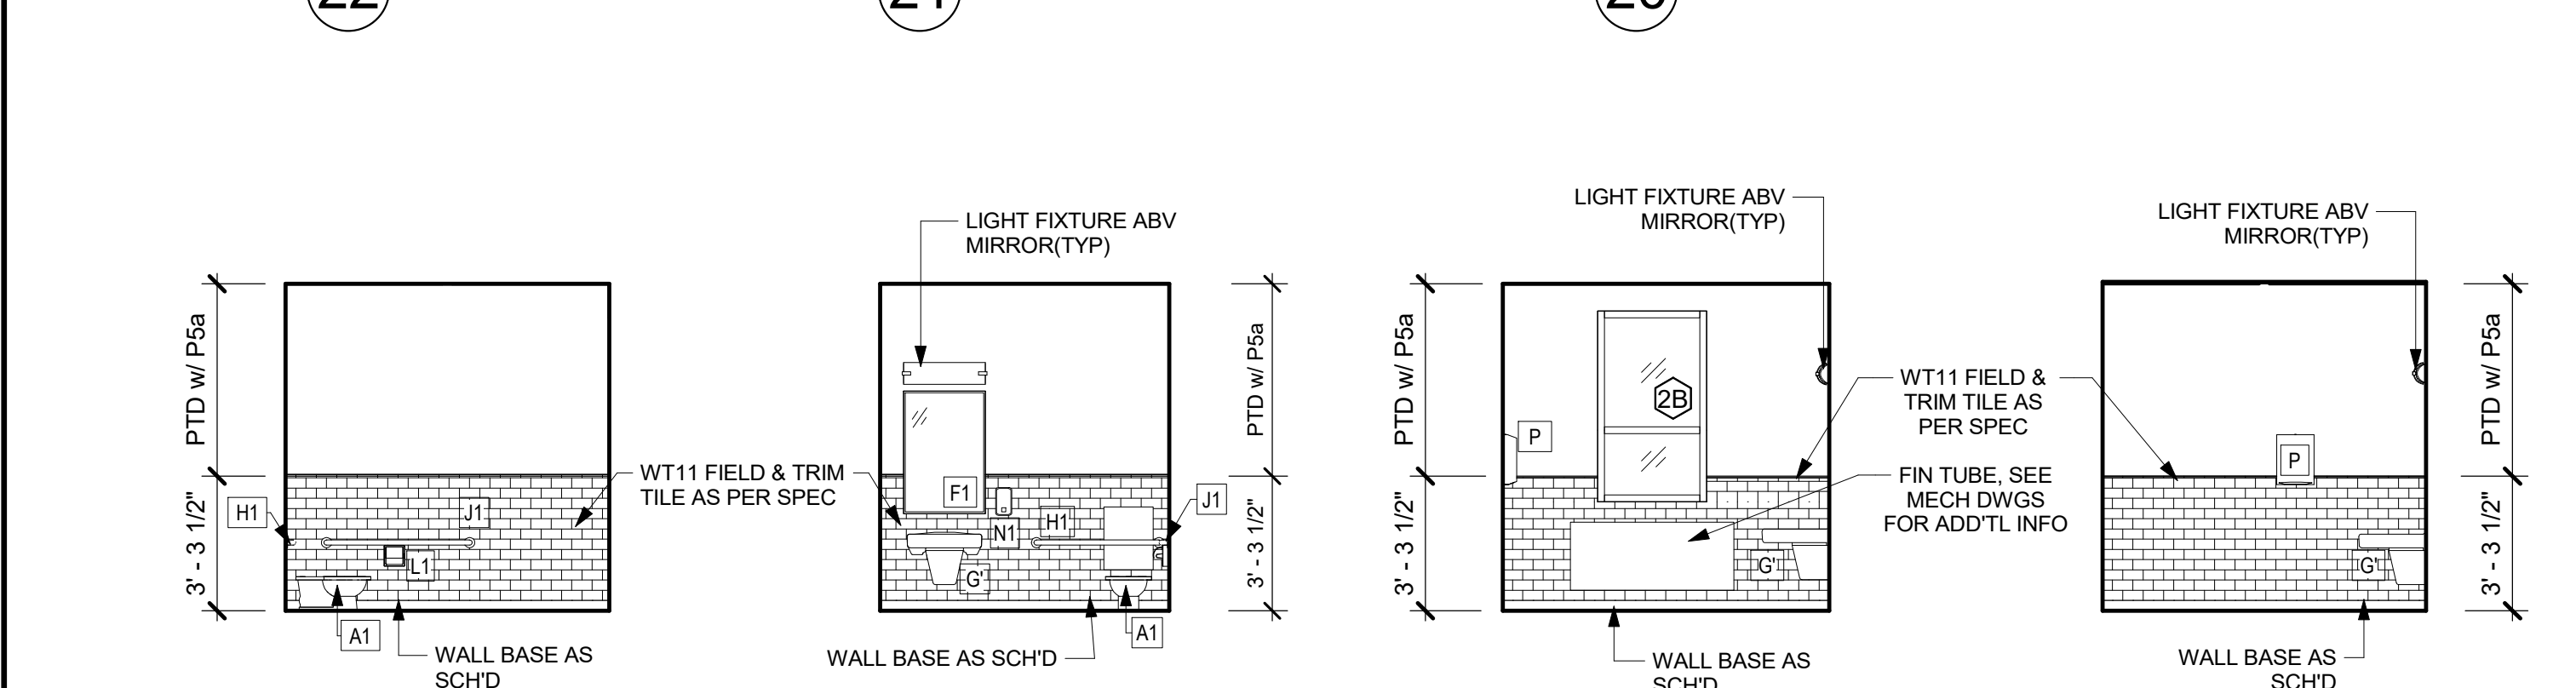 22
LIGHT FIXTURE ABV
MIRROR(TYP)
LIGHT FIXTURE ABV
MIRROR(TYP)
LIGHT FIXTURE ABV
MIRROR(TYP)
PTD w/ P5a
3' - 3 1/2"
H1
J1
L1
A1
WALL BASE AS
SCH'D
WT11 FIELD & TRIM
TILE AS PER SPEC
F1
N1
H1
G'
J1
A1
WALL BASE AS SCH'D
PTD w/ P5a
3' - 3 1/2"
PTD w/ P5a
3' - 3 1/2"
P
2B
G'
WALL BASE AS
SCH'D
WT11 FIELD &
TRIM TILE AS
PER SPEC
FIN TUBE, SEE
MECH DWGS
FOR ADD'TL INFO
P
G'
WALL BASE AS
SCH'D
PTD w/ P5a
3' - 3 1/2"